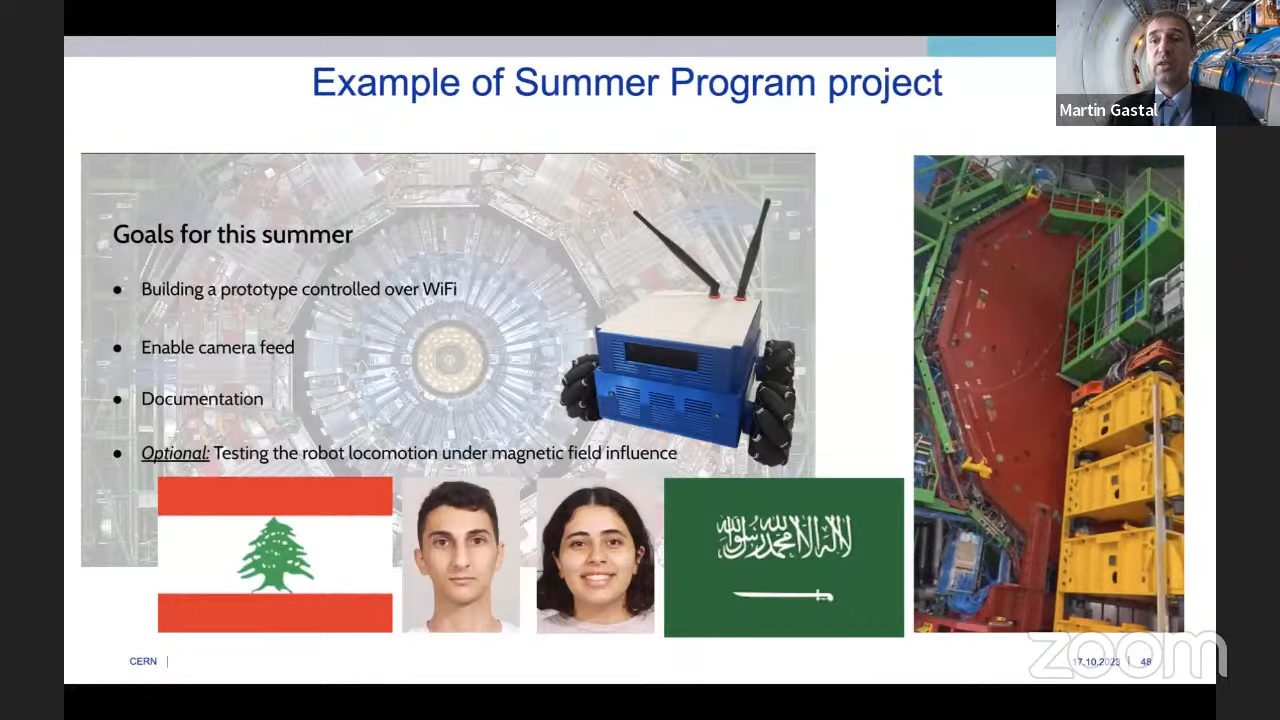 Example of Summer Program project
Martin Gastal
Goals for this summer
● Building a prototype controlled over WiFi
● Enable camera feed
● Documentation
● Optional: Testing the robot locomotion under magnetic field influence
لا إله إلا الله محمد رسول الله
CERN
17.10.2023 | 48
zoom